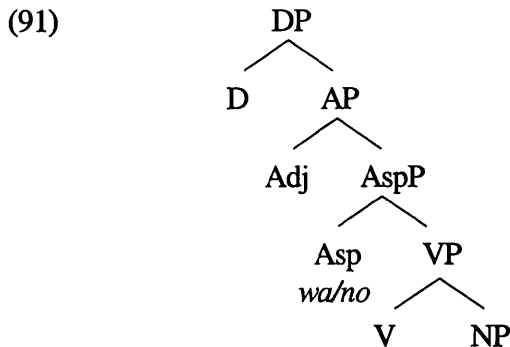 (91) DP
D AP
Adj AspP
Asp VP
wa/no
V NP